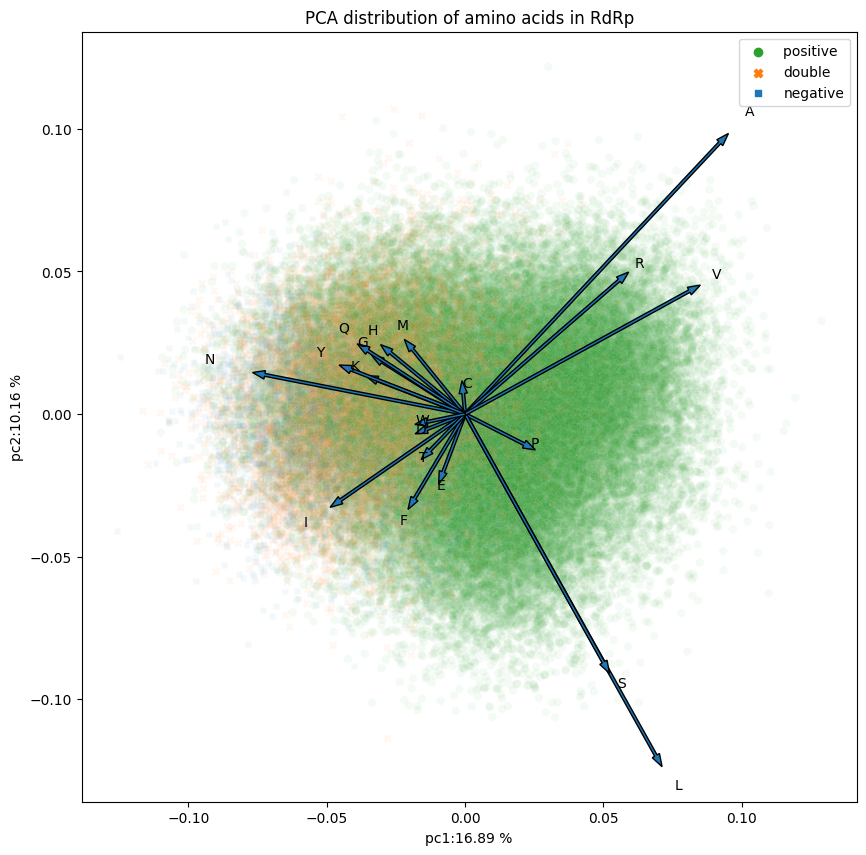 PCA distribution of amino acids in RdRp
positive
double
negative
A
R
V
Q
H
M
G
N
Y
K
C
W
P
T
E
I
F
S
L
0.10
0.05
0.00
−0.05
−0.10
pc2:10.16 %
−0.10
−0.05
0.00
0.05
0.10
pc1:16.89 %